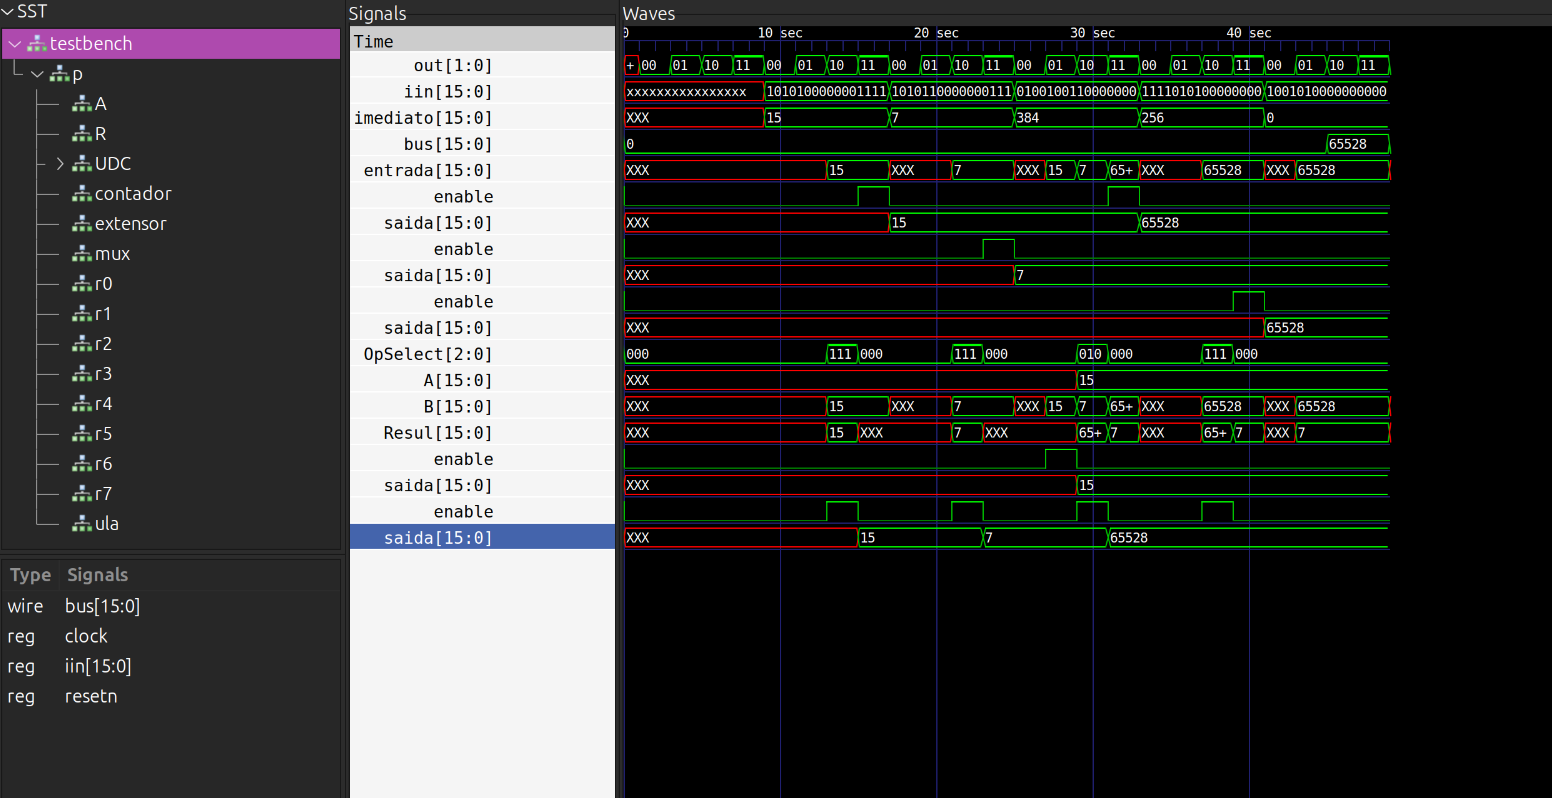 SST
testbench
p
A
R
UDC
contador
extensor
mux
r0
r1
r2
r3
r4
r5
r6
r7
ula
Type Signals
wire bus[15:0]
reg clock
reg iin[15:0]
reg resetn
Signals
Time
out[1:0]
iin[15:0]
imediato[15:0]
bus[15:0]
entrada[15:0]
enable
saida[15:0]
enable
saida[15:0]
enable
saida[15:0]
OpSelect[2:0]
A[15:0]
B[15:0]
Resul[15:0]
enable
saida[15:0]
enable
saida[15:0]
Waves
0 10 sec 20 sec 30 sec 40 sec
+ 00 01 10 11 00 01 10 11 00 01 10 11 00 01 10 11 00 01 10 11 00 01 10 11
xxxxxxxxxxxxxxxx 1010100000001111 1010110000000111 0100100110000000 1111010100000000 1001010000000000
XXX 15 7 384 256 0
0 65528
XXX 15 XXX 7 XXX 15 7 65+ XXX 65528 XXX 65528
XXX 15 65528
XXX 7
XXX 65528
000 111 000 111 000 010 000 111 000
XXX 15
XXX 15 XXX 7 XXX 15 7 65+ XXX 65528 XXX 65528
XXX 15 XXX 7 XXX 65+ 7 XXX 65+ 7 XXX 7
XXX 15
XXX 15 7 65528